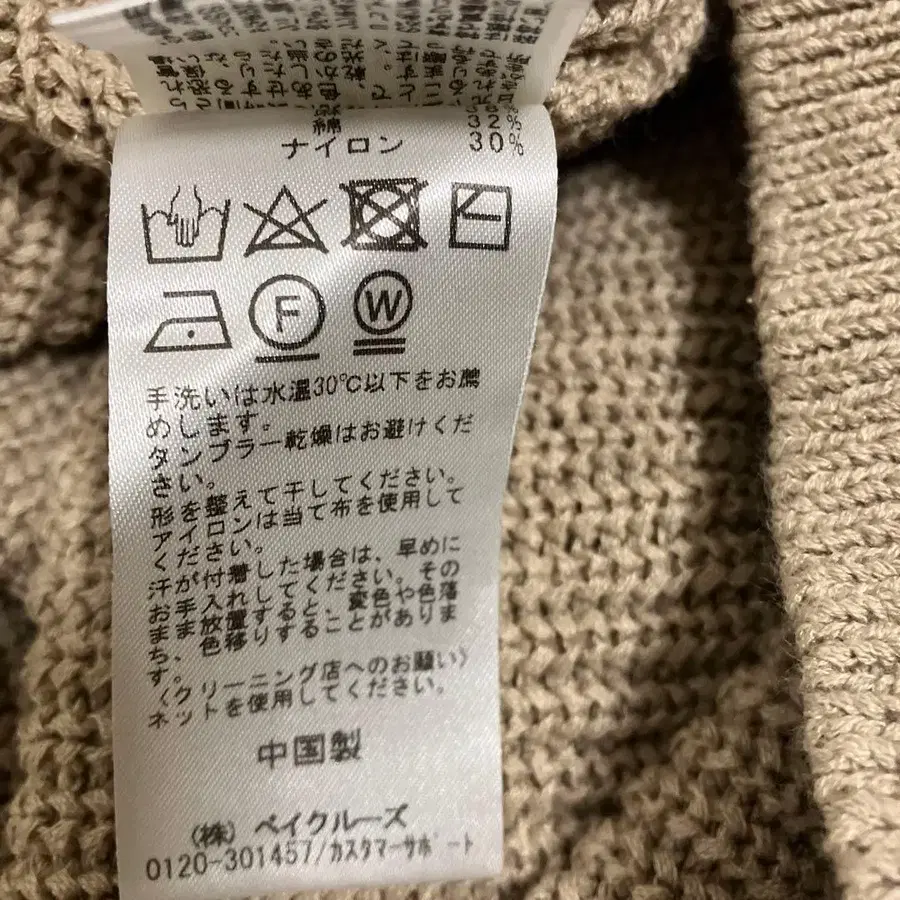 綿 32%
ナイロン 30%
F
W
手洗いは水温30℃以下をお薦
めします。
タンブラー乾燥はお避けくだ
さい。
形を整えて干してください。
アイロンは当て布を使用して
ください。
汗が付着した場合は、早めに
お手入れしてください。その
まま放置すると、変色や色落
ち、色移りすることがありま
す。
〈クリーニング店へのお願い〉
ネットを使用してください。
中国製
(株) ベイクルーズ
0120-301457/カスタマーサポート